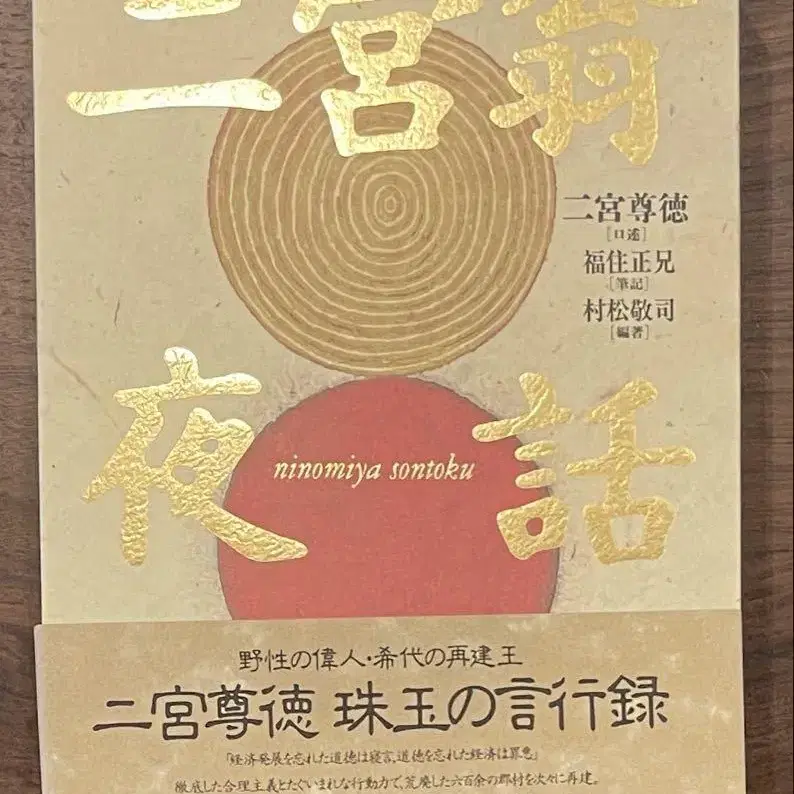 二宮翁
二宮尊徳
[口述]
福住正兄
[筆記]
村松敬司
[編著]
夜話
ninomiya sontoku
野性の偉人・希代の再建王
二宮尊徳 珠玉の言行録
「経済発展を忘れた道徳は寝言、道徳を忘れた経済は罪悪」
徹底した合理主義とたぐいまれな行動力で、荒廃した六百余の郡村を次々に再建。